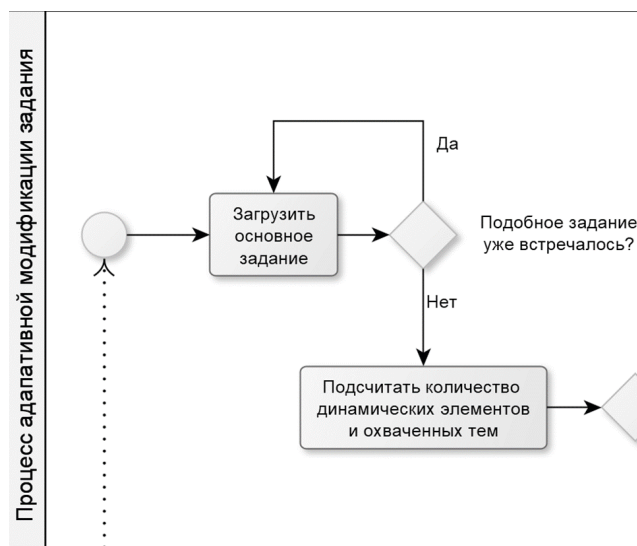 Процесс адапативной модификации задания
Да
Загрузить
основное
задание
Подобное задание
уже встречалось?
Нет
Подсчитать количество
динамических элементов
и охваченных тем